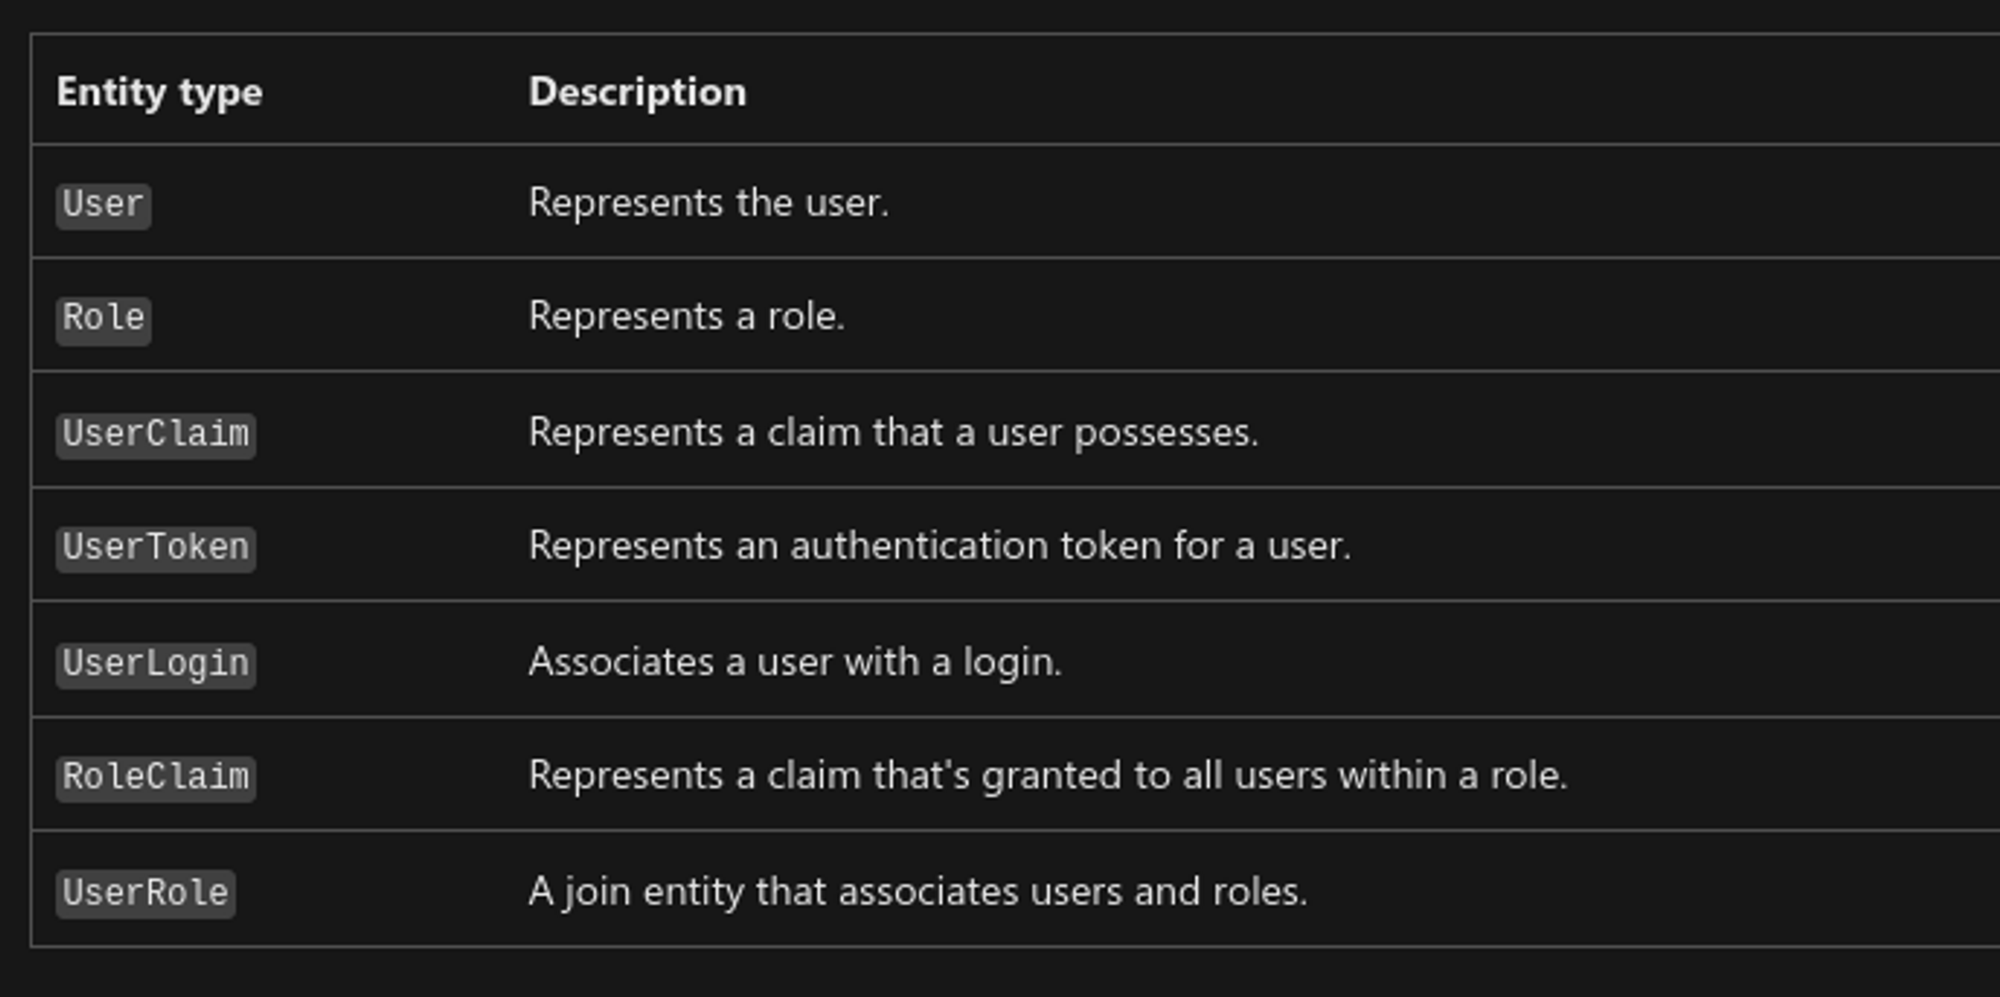 Entity type Description
User Represents the user.
Role Represents a role.
UserClaim Represents a claim that a user possesses.
UserToken Represents an authentication token for a user.
UserLogin Associates a user with a login.
RoleClaim Represents a claim that's granted to all users within a role.
UserRole A join entity that associates users and roles.